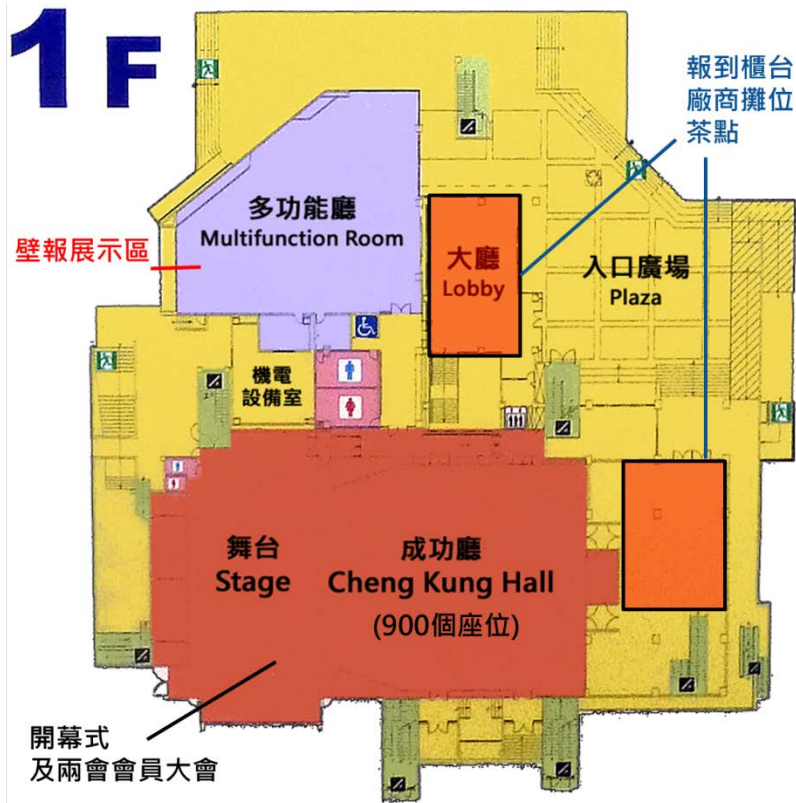 1F
報到櫃台
廠商攤位
茶點
多功能廳
Multifunction Room
壁報展示區
大廳
Lobby
入口廣場
Plaza
機電
設備室
舞台
Stage
成功廳
Cheng Kung Hall
(900個座位)
開幕式
及兩會會員大會